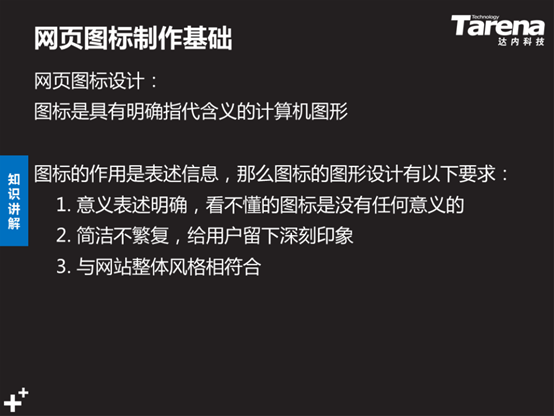 网页图标制作基础
Technology
Tarena
达内科技
网页图标设计：
图标是具有明确指代含义的计算机图形
图标的作用是表述信息，那么图标的图形设计有以下要求：
知识讲解
1. 意义表述明确，看不懂的图标是没有任何意义的
2. 简洁不繁复，给用户留下深刻印象
3. 与网站整体风格相符合